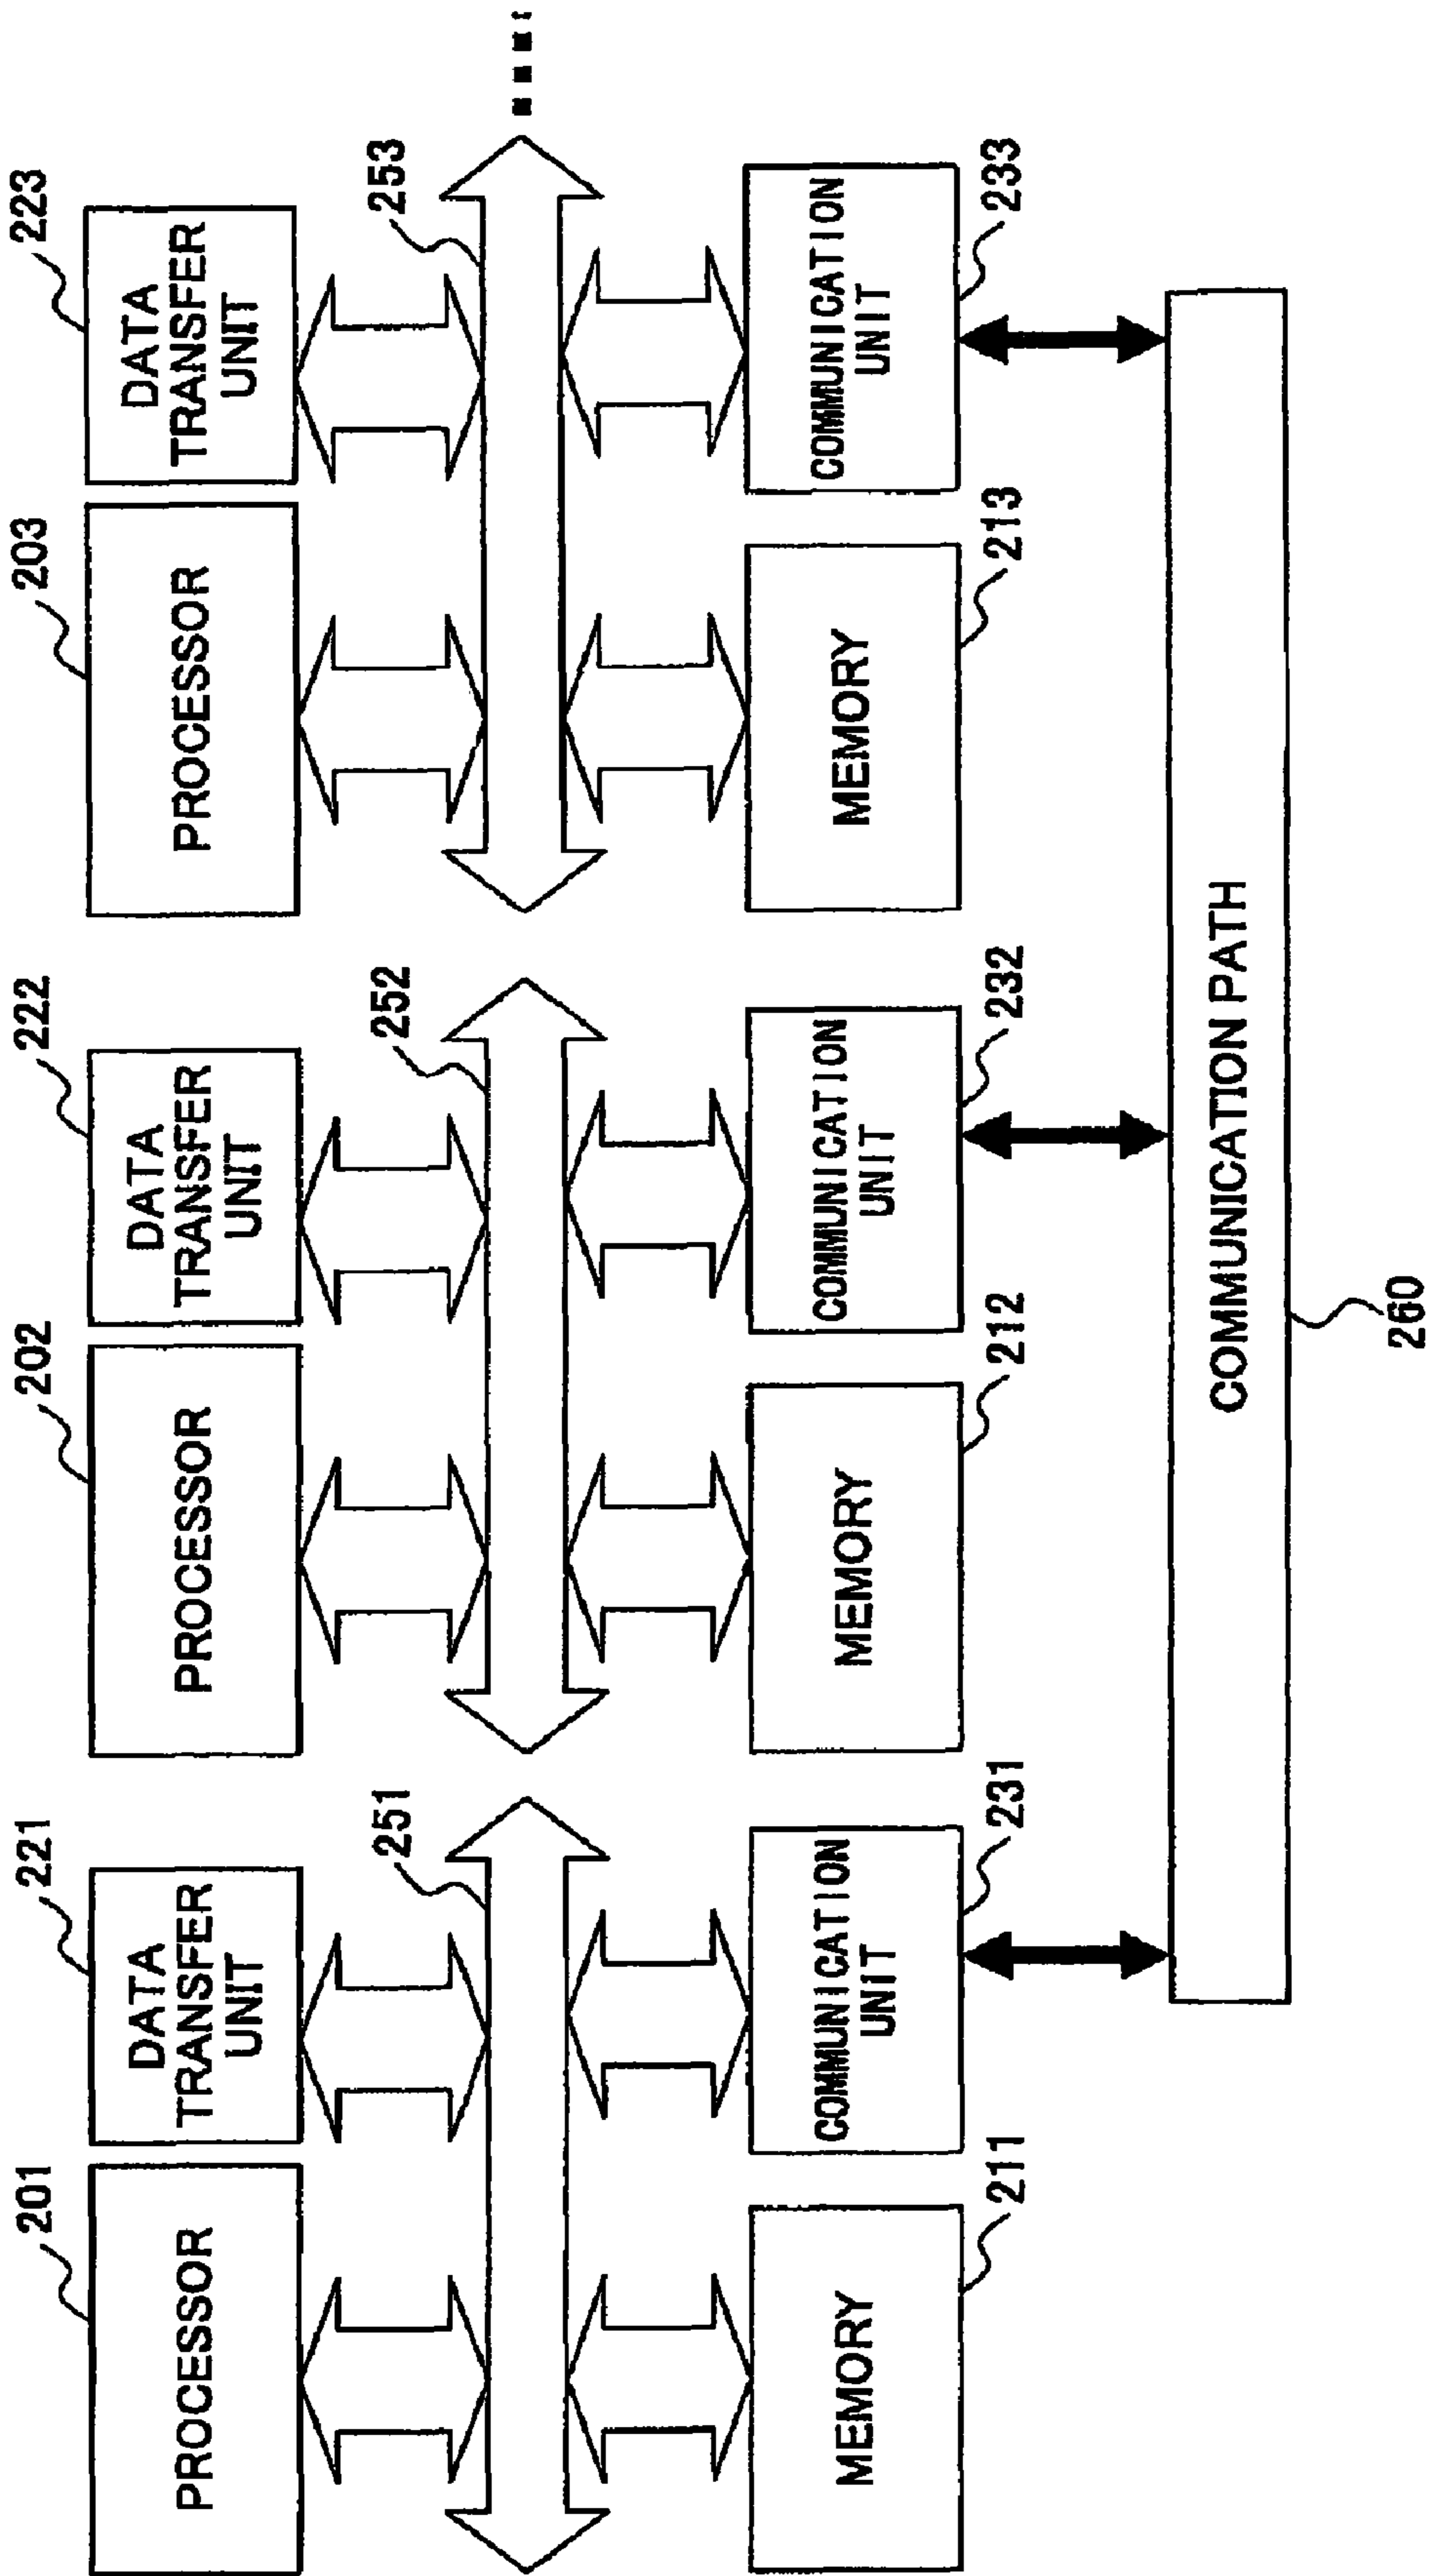 201
221
202
222
203
223
PROCESSOR
DATA
TRANSFER
UNIT
PROCESSOR
DATA
TRANSFER
UNIT
PROCESSOR
DATA
TRANSFER
UNIT
251
252
253
MEMORY
COMMUNICATION
UNIT
MEMORY
COMMUNICATION
UNIT
MEMORY
COMMUNICATION
UNIT
211
231
212
232
213
233
COMMUNICATION PATH
260